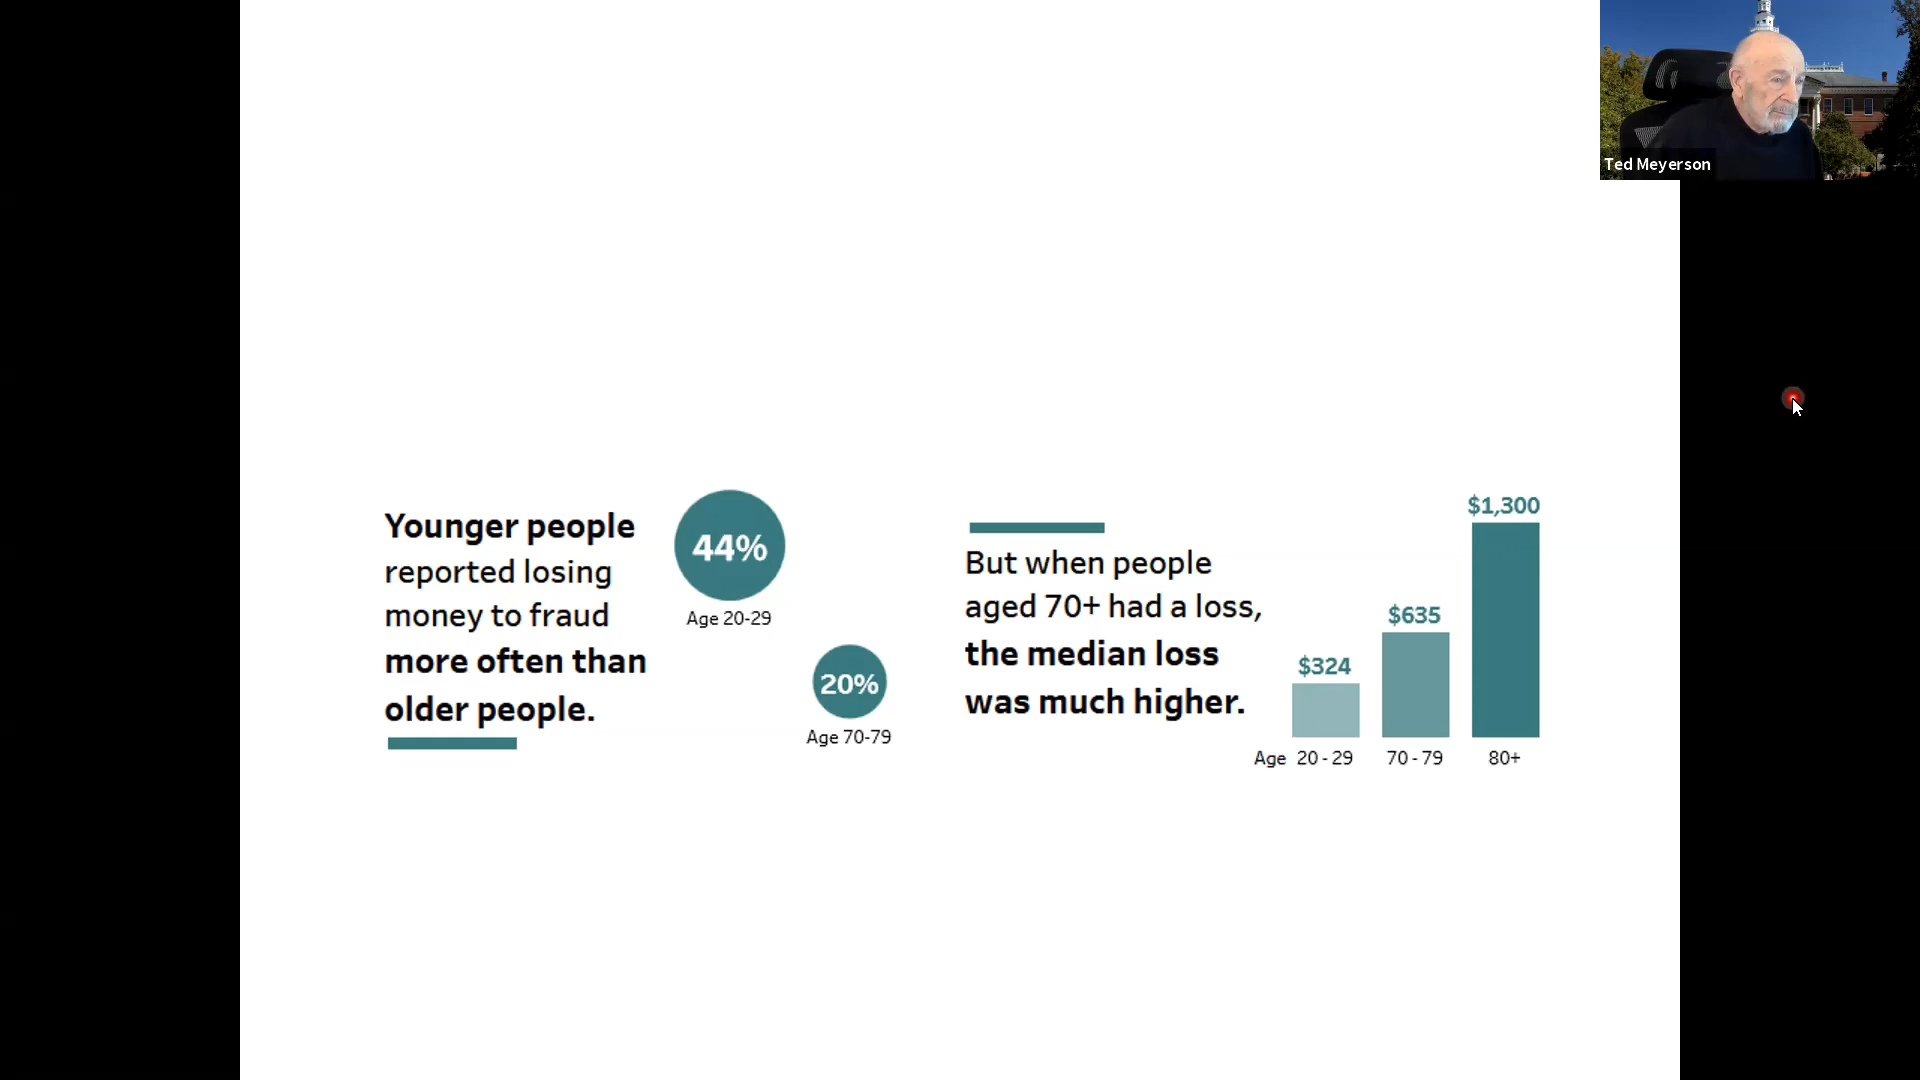 Ted Meyerson
Younger people
reported losing
money to fraud
more often than
older people.
44%
Age 20-29
20%
Age 70-79
But when people
aged 70+ had a loss,
the median loss
was much higher.
$324
$635
$1,300
Age 20 - 29 70 - 79 80+